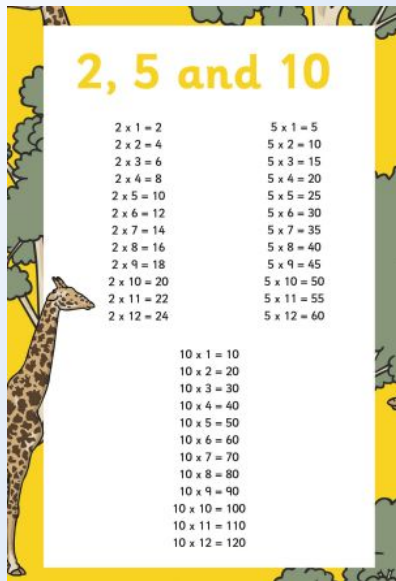 2, 5 and 10
2 x 1 = 2
2 x 2 = 4
2 x 3 = 6
2 x 4 = 8
2 x 5 = 10
2 x 6 = 12
2 x 7 = 14
2 x 8 = 16
2 x 9 = 18
2 x 10 = 20
2 x 11 = 22
2 x 12 = 24
5 x 1 = 5
5 x 2 = 10
5 x 3 = 15
5 x 4 = 20
5 x 5 = 25
5 x 6 = 30
5 x 7 = 35
5 x 8 = 40
5 x 9 = 45
5 x 10 = 50
5 x 11 = 55
5 x 12 = 60
10 x 1 = 10
10 x 2 = 20
10 x 3 = 30
10 x 4 = 40
10 x 5 = 50
10 x 6 = 60
10 x 7 = 70
10 x 8 = 80
10 x 9 = 90
10 x 10 = 100
10 x 11 = 110
10 x 12 = 120